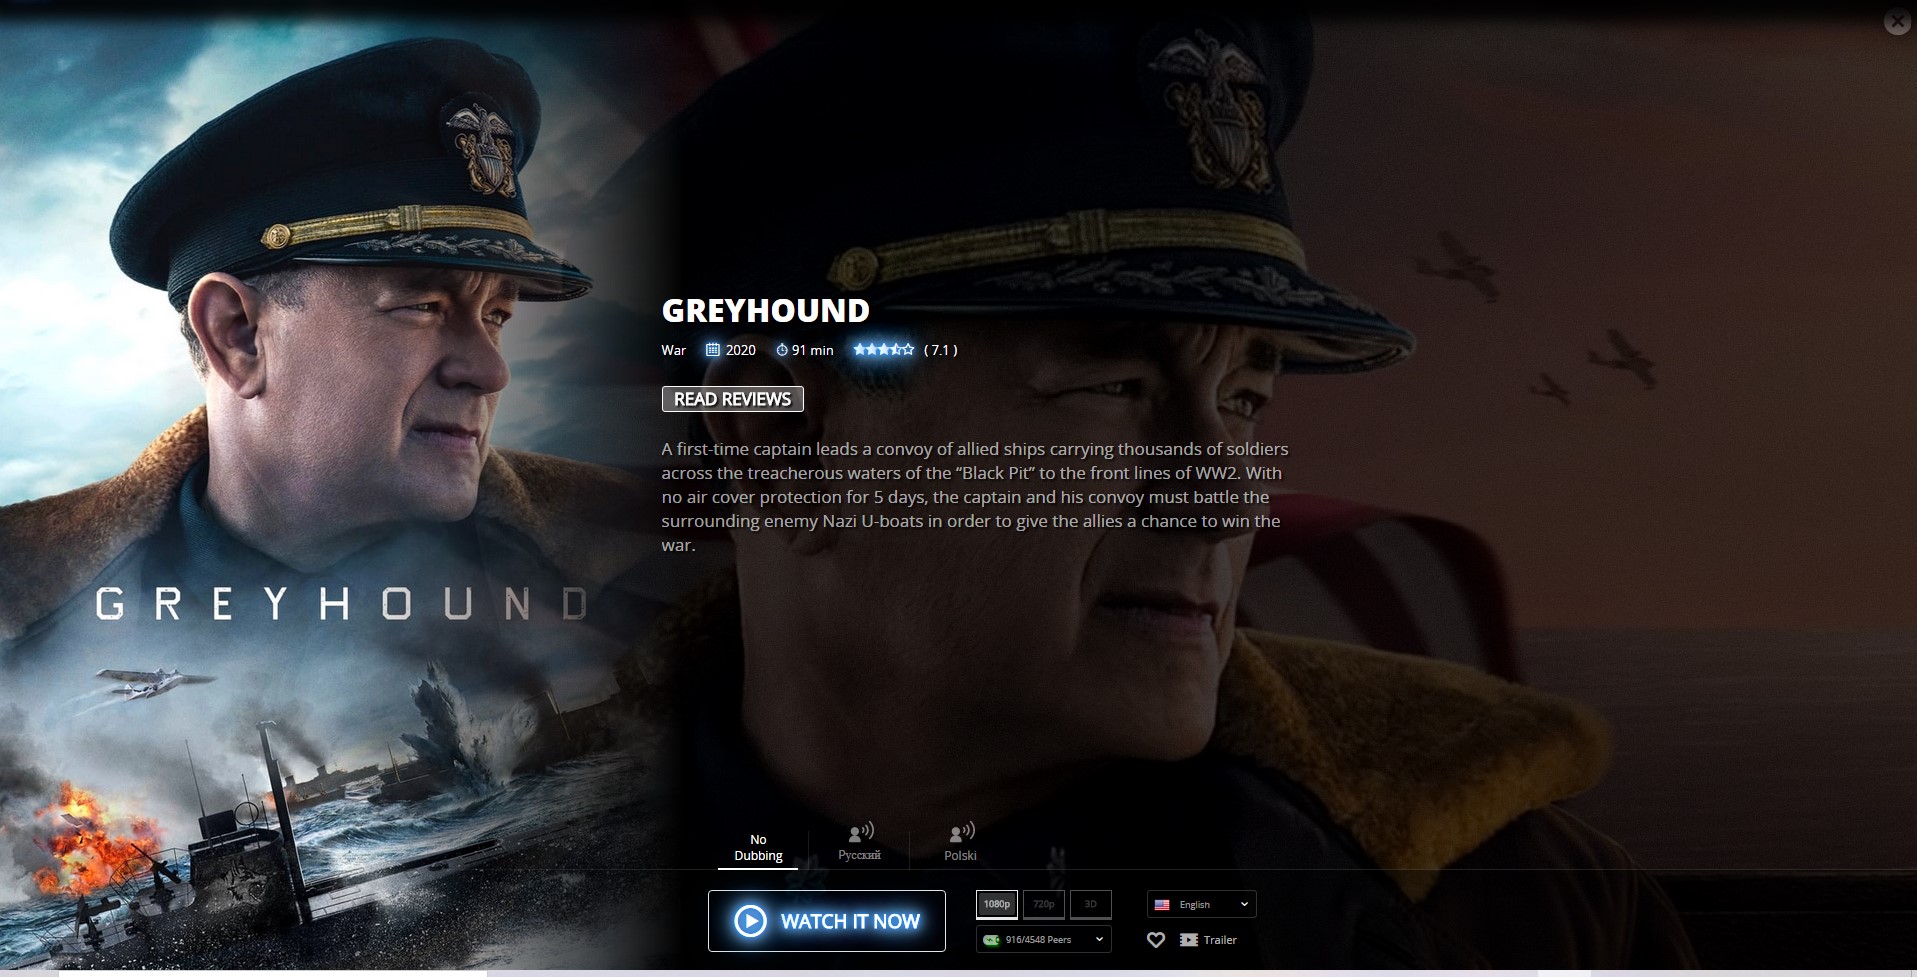 GREYHOUND
War 2020 91 min ( 7.1 )
READ REVIEWS
A first-time captain leads a convoy of allied ships carrying thousands of soldiers
across the treacherous waters of the “Black Pit” to the front lines of WW2. With
no air cover protection for 5 days, the captain and his convoy must battle the
surrounding enemy Nazi U-boats in order to give the allies a chance to win the
war.
GREYHOUND
No
Dubbing
Русский
Polski
WATCH IT NOW
1080p 720p 3D
English
916/4548 Peers
Trailer